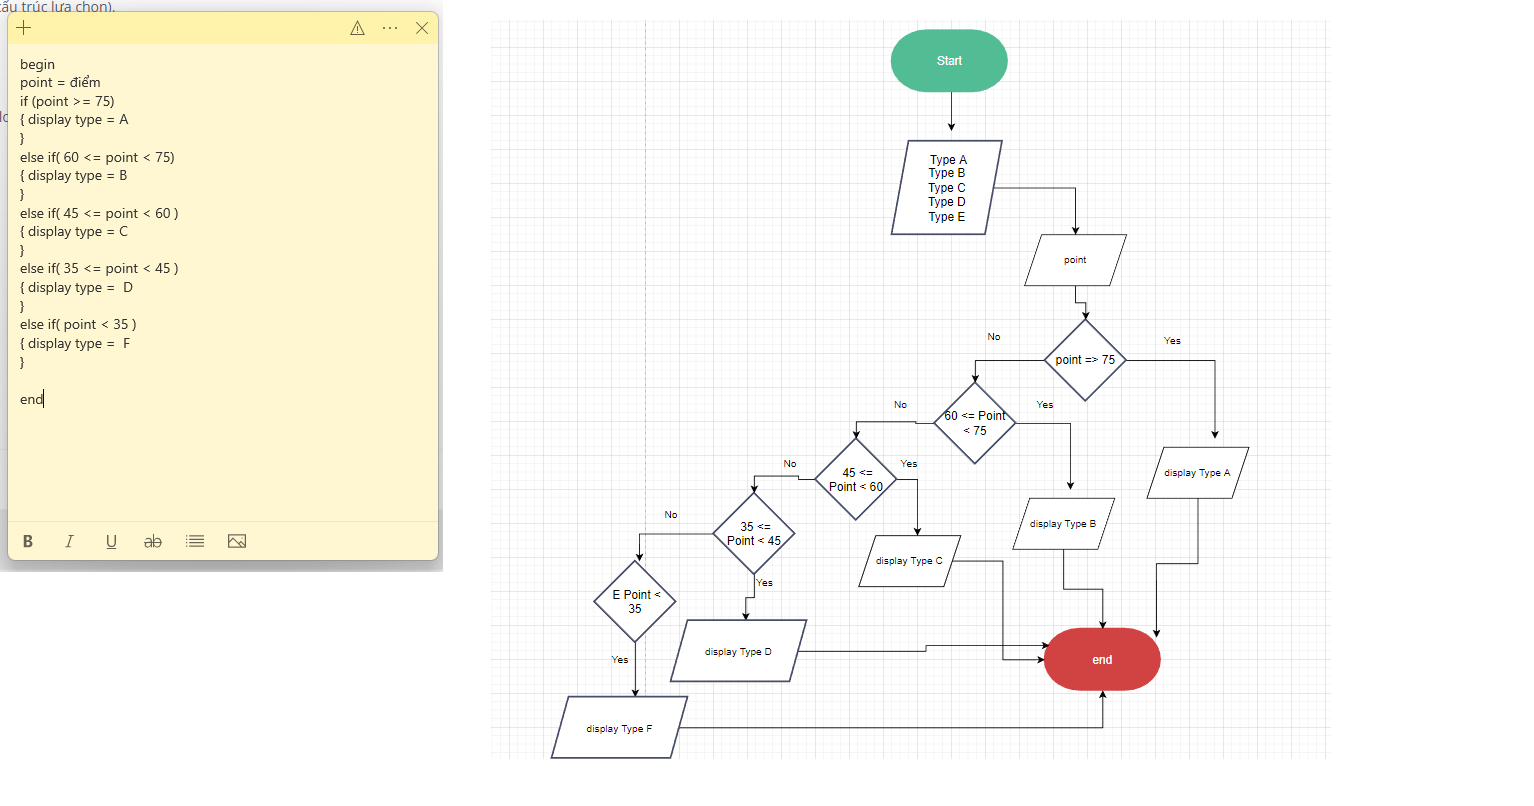 cấu trúc lựa chọn).
begin
point = điểm
if (point >= 75)
{ display type = A
}
else if( 60 <= point < 75)
{ display type = B
}
else if( 45 <= point < 60 )
{ display type = C
}
else if( 35 <= point < 45 )
{ display type =  D
}
else if( point < 35 )
{ display type =  F
}
end
B I U ab
Start
Type A
Type B
Type C
Type D
Type E
point
No
Yes
point => 75
No
Yes
60 <= Point
< 75
No
Yes
45 <=
Point < 60
display Type A
No
35 <=
Point < 45
display Type B
display Type C
Yes
E Point <
35
display Type D
Yes
end
display Type F